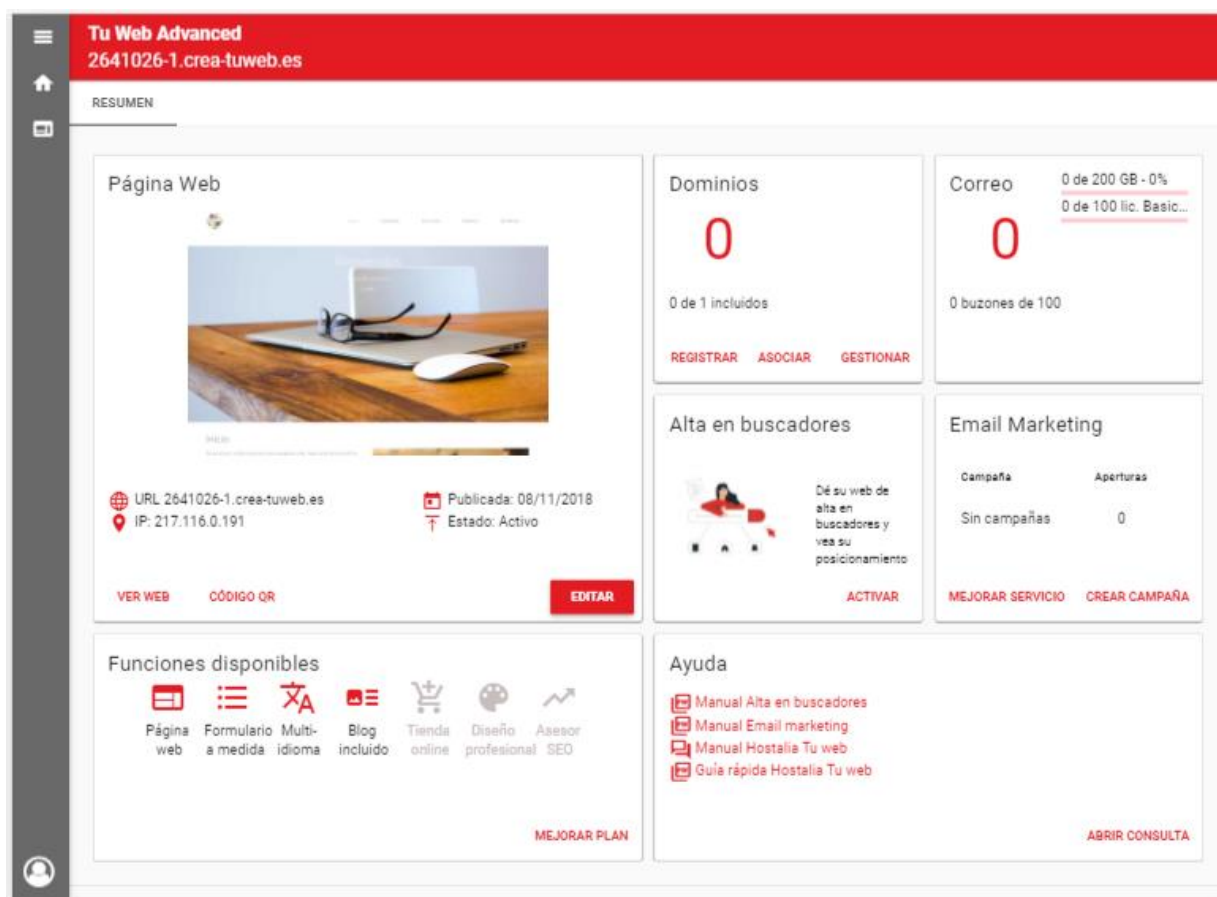 Tu Web Advanced
2641026-1.crea-tuweb.es
RESUMEN
Página Web
URL 2641026-1.crea-tuweb.es
IP: 217.116.0.191
Publicada: 08/11/2018
Estado: Activo
VER WEB
CÓDIGO QR
EDITAR
Dominios
0
0 de 1 incluidos
REGISTRAR
ASOCIAR
GESTIONAR
Correo
0 de 200 GB - 0%
0 de 100 lic. Basic...
0
0 buzones de 100
Alta en buscadores
Dé su web de
alta en
buscadores y
vea su
posicionamiento
ACTIVAR
Email Marketing
Campaña
Aperturas
Sin campañas
0
MEJORAR SERVICIO
CREAR CAMPAÑA
Funciones disponibles
Página
web
Formulario
a medida
Multi-
idioma
Blog
incluido
Tienda
online
Diseño
profesional
Asesor
SEO
MEJORAR PLAN
Ayuda
Manual Alta en buscadores
Manual Email marketing
Manual Hostalia Tu web
Guía rápida Hostalia Tu web
ABRIR CONSULTA